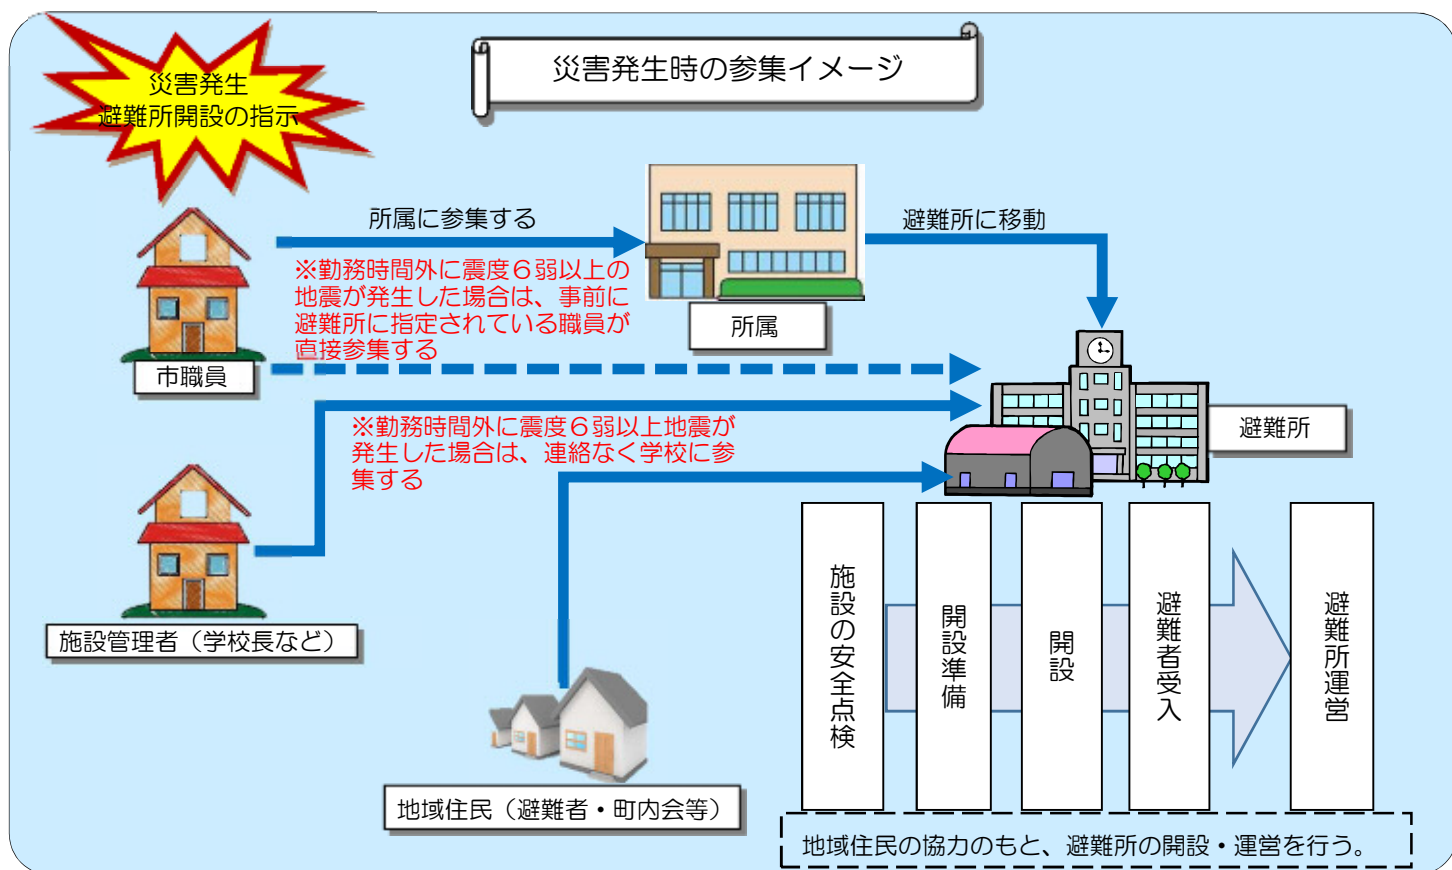 災害発生時の参集イメージ
災害発生
避難所開設の指示
所属に参集する
避難所に移動
※勤務時間外に震度６弱以上の
地震が発生した場合は、事前に
避難所に指定されている職員が
直接参集する
所属
市職員
※勤務時間外に震度６弱以上地震が
発生した場合は、連絡なく学校に参
集する
避難所
施設管理者（学校長など）
地域住民（避難者・町内会等）
施設の安全点検
開設準備
開設
避難者受入
避難所運営
地域住民の協力のもと、避難所の開設・運営を行う。